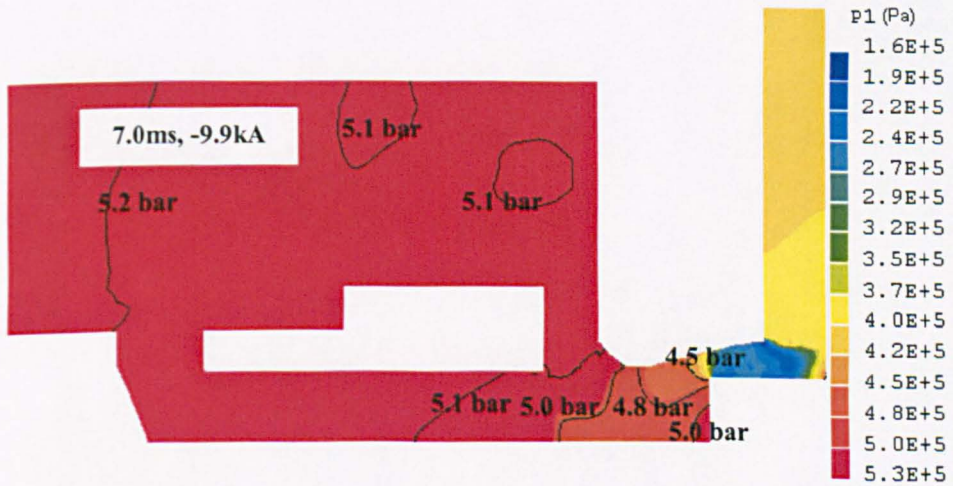 p1 (Pa)
1.6E+5
1.9E+5
2.2E+5
2.4E+5
2.7E+5
2.9E+5
3.2E+5
3.5E+5
3.7E+5
4.0E+5
4.2E+5
4.5E+5
4.8E+5
5.0E+5
5.3E+5
7.0ms, -9.9kA
5.1 bar
5.2 bar
5.1 bar
4.5 bar
5.1 bar
5.0 bar
4.8 bar
5.0 bar